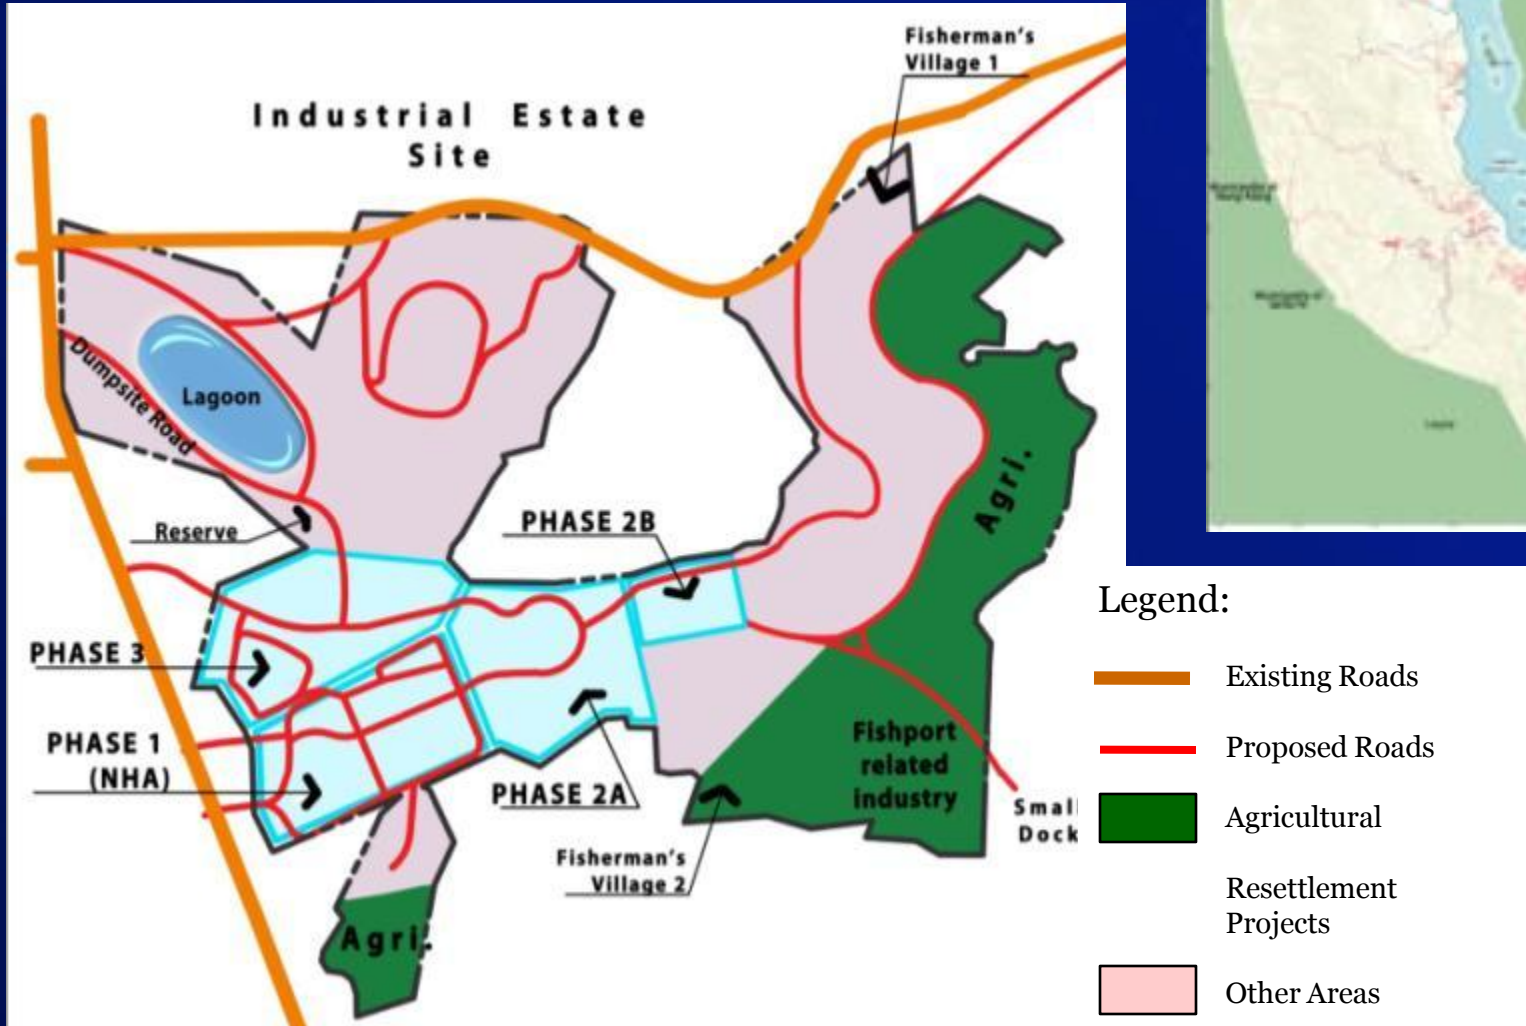 Fisherman's
Village 1
Industrial Estate
Site
Dumpsite Road
Lagoon
Reserve
PHASE 2B
Agri.
PHASE 3
PHASE 1
(NHA)
PHASE 2A
Fishport
related
industry
Small
Dock
Fisherman's
Village 2
Agri.
Legend:
Existing Roads
Proposed Roads
Agricultural
Resettlement
Projects
Other Areas